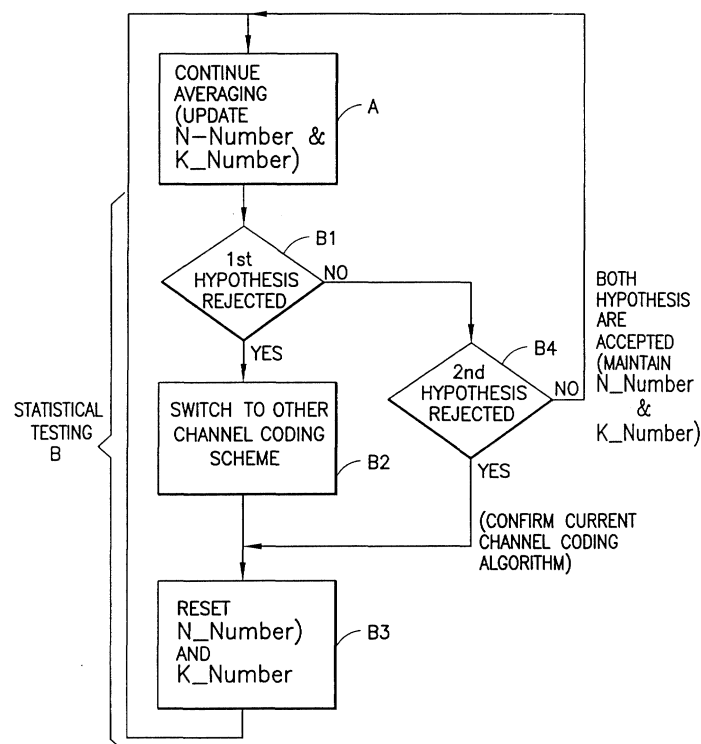 CONTINUE
AVERAGING
(UPDATE
N-Number &
K_Number)
A
B1
1st
HYPOTHESIS
REJECTED
NO
YES
BOTH
HYPOTHESIS
ARE
ACCEPTED
(MAINTAIN
N_Number
&
K_Number)
B4
2nd
HYPOTHESIS
REJECTED
NO
YES
STATISTICAL
TESTING
B
SWITCH TO OTHER
CHANNEL CODING
SCHEME
B2
(CONFIRM CURRENT
CHANNEL CODING
ALGORITHM)
RESET
N_Number)
AND
K_Number
B3